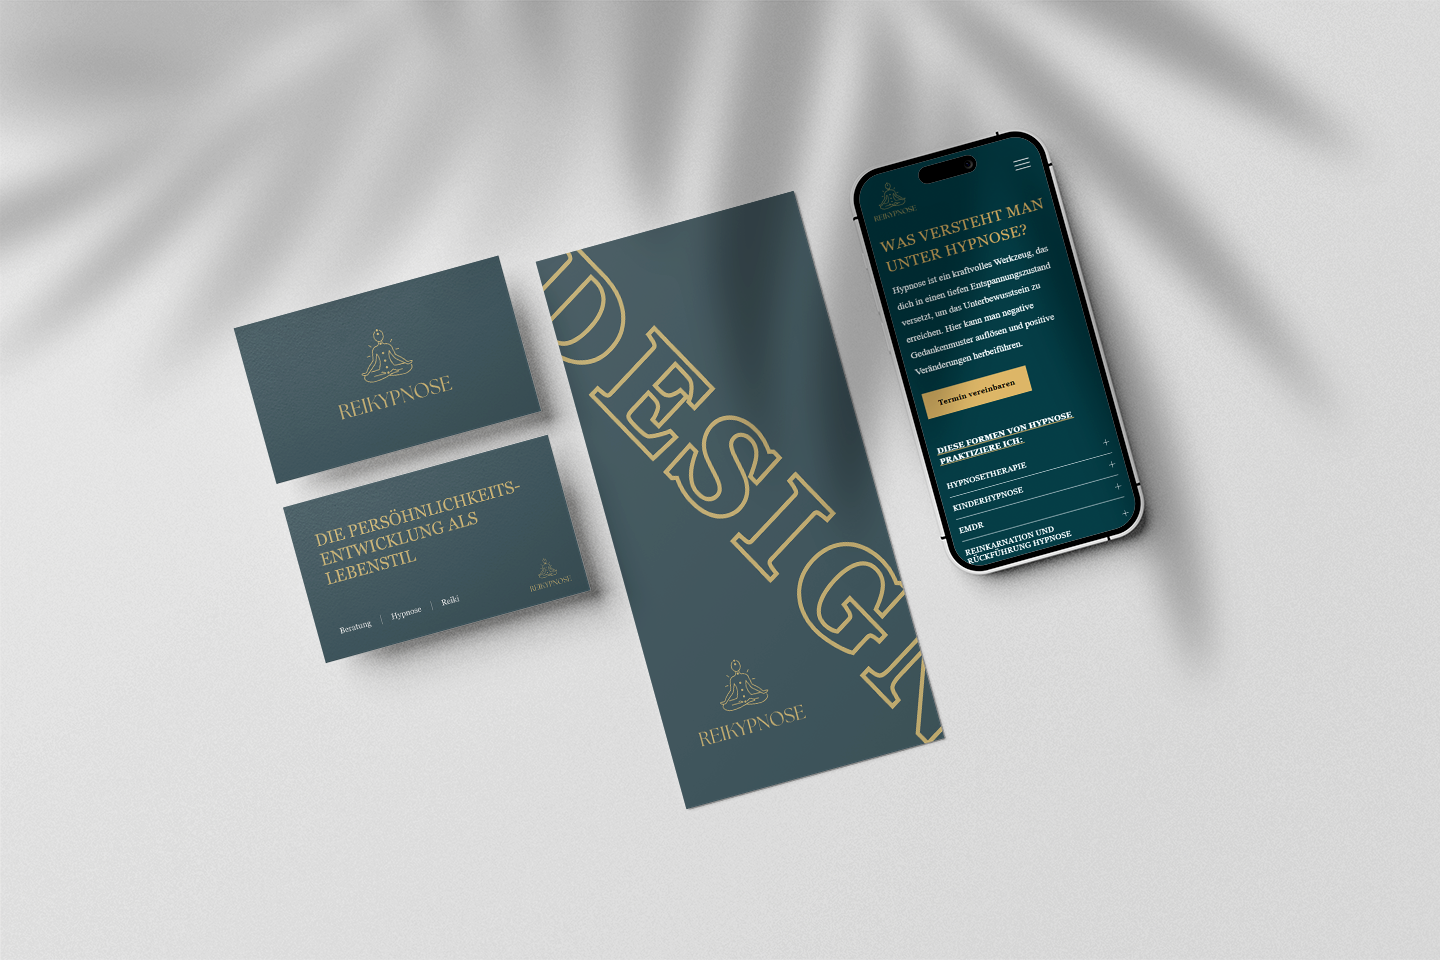 REIKYPNOSE
DIE PERSÖHNLICHKEITS-
ENTWICKLUNG ALS
LEBENSTIL
REIKYPNOSE
Beratung | Hypnose | Reiki
DESIGN
REIKYPNOSE
REIKYPNOSE
WAS VERSTEHT MAN
UNTER HYPNOSE?
Hypnose ist ein kraftvolles Werkzeug, das
dich in einen tiefen Entspannungszustand
versetzt, um das Unterbewusstsein zu
erreichen. Hier kann man negative
Gedankenmuster auflösen und positive
Veränderungen herbeiführen.
Termin vereinbaren
DIESE FORMEN VON HYPNOSE
PRAKTIZIERE ICH:
HYPNOSETHERAPIE +
KINDERHYPNOSE +
EMDR +
REINKARNATION UND
RÜCKFÜHRUNG HYPNOSE +